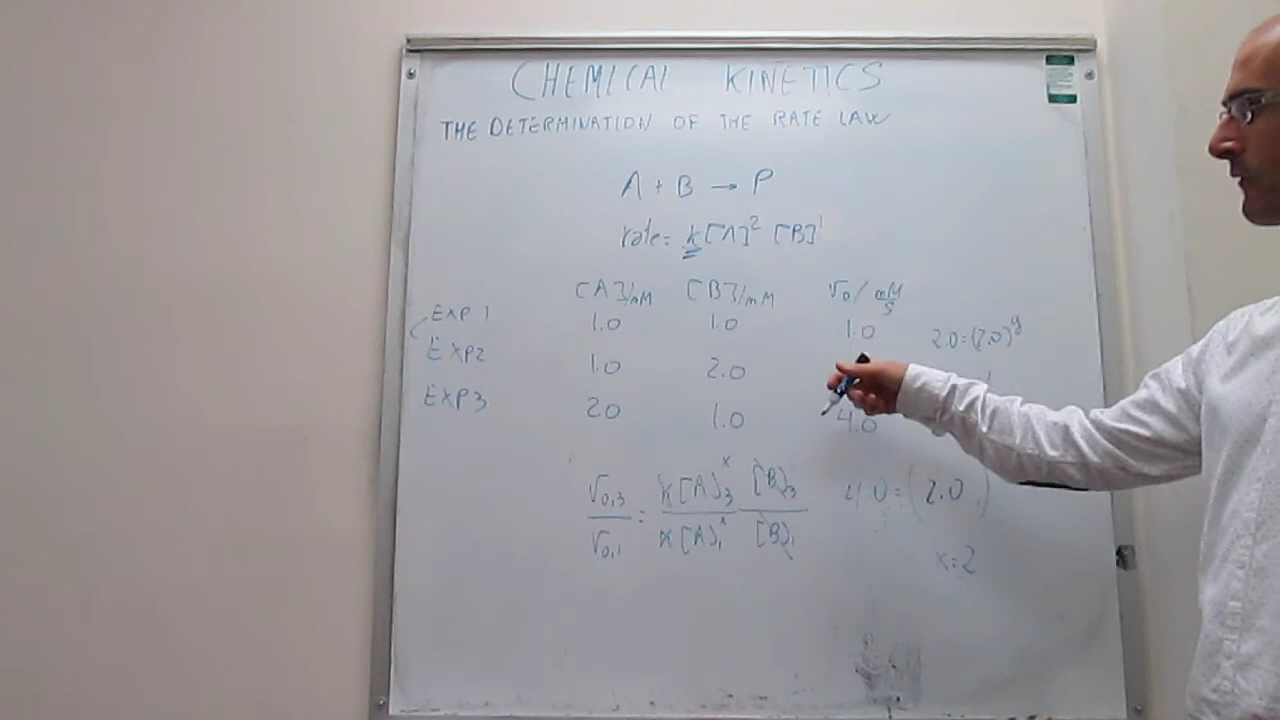 CHEMICAL KINETICS
THE DETERMINATION OF THE RATE LAW
A + B → P
rate = k[A]² [B]¹
[A]/mM [B]/mM v₀/ mM/s
EXP 1 1.0 1.0 1.0 2.0=(2.0)^y
EXP2 1.0 2.0
EXP3 2.0 1.0 4.0
v₀,₃/v₀,₁ = k[A]₃^x [B]₃ / k[A]₁^x [B]₁ 4.0=(2.0)
x=2